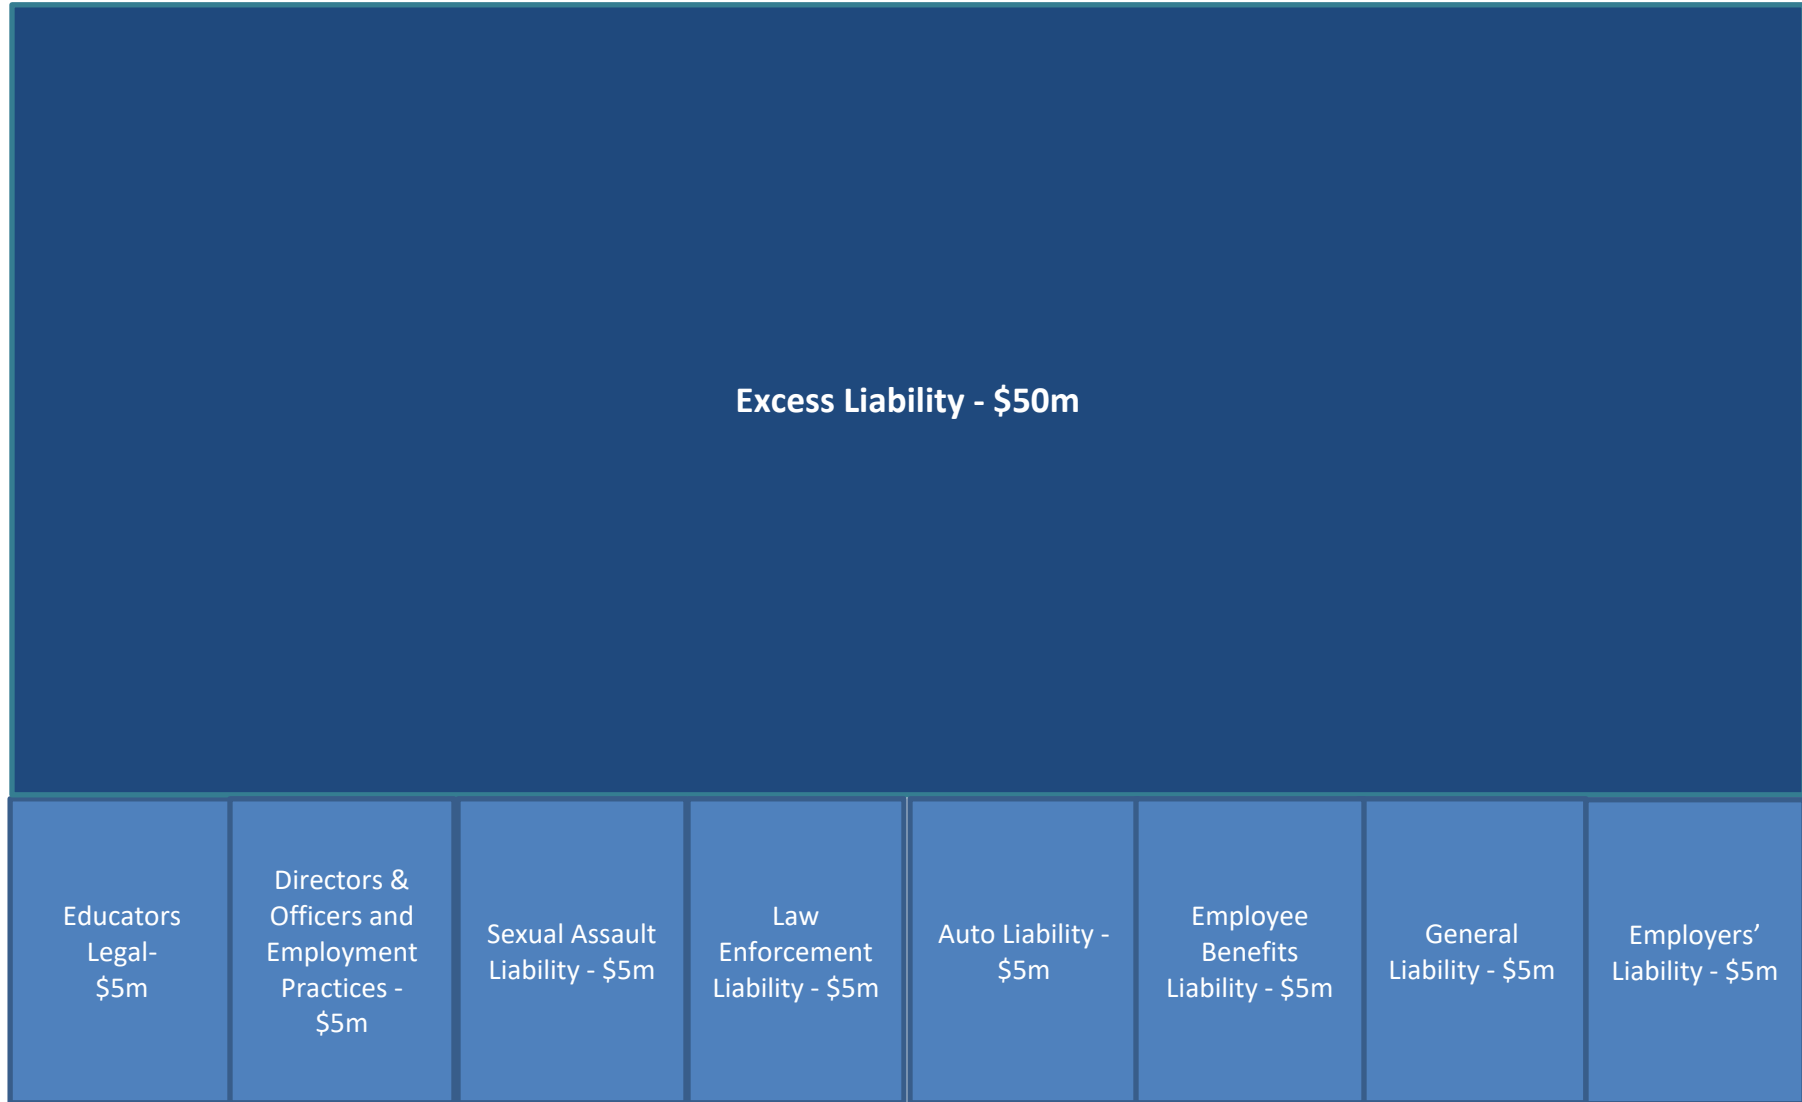 Excess Liability - $50m
Educators
Legal-
$5m
Directors &
Officers and
Employment
Practices -
$5m
Sexual Assault
Liability - $5m
Law
Enforcement
Liability - $5m
Auto Liability -
$5m
Employee
Benefits
Liability - $5m
General
Liability - $5m
Employers’
Liability - $5m